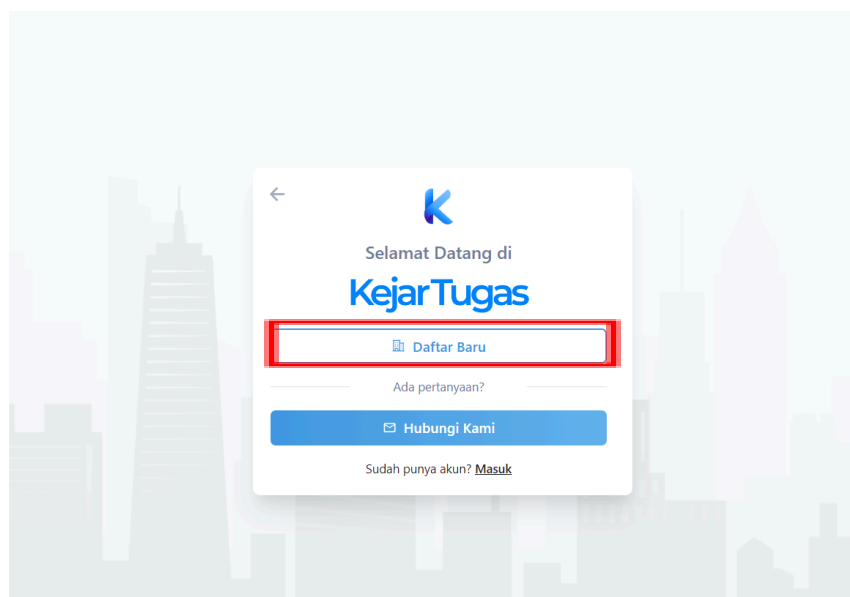 Selamat Datang di
KejarTugas
Daftar Baru
Ada pertanyaan?
Hubungi Kami
Sudah punya akun? Masuk